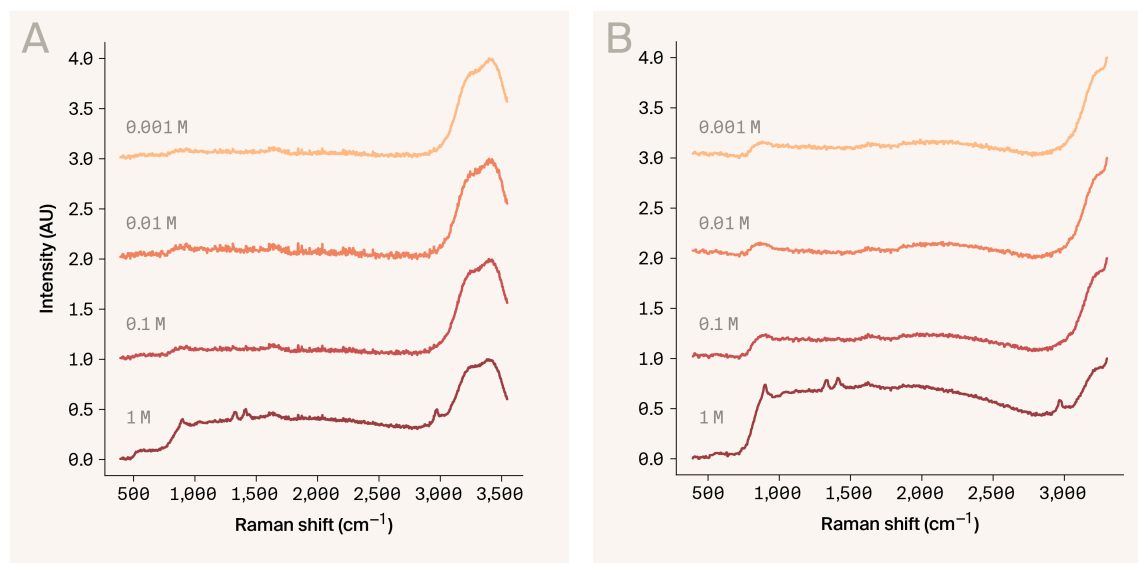 A
4.0
0.001 M
3.5
3.0
0.01 M
2.5
2.0
0.1 M
1.5
1.0
1 M
0.5
0.0
Intensity (AU)
500 1,000 1,500 2,000 2,500 3,000 3,500
Raman shift (cm⁻¹)
B
4.0
0.001 M
3.5
3.0
0.01 M
2.5
2.0
0.1 M
1.5
1.0
1 M
0.5
0.0
500 1,000 1,500 2,000 2,500 3,000
Raman shift (cm⁻¹)